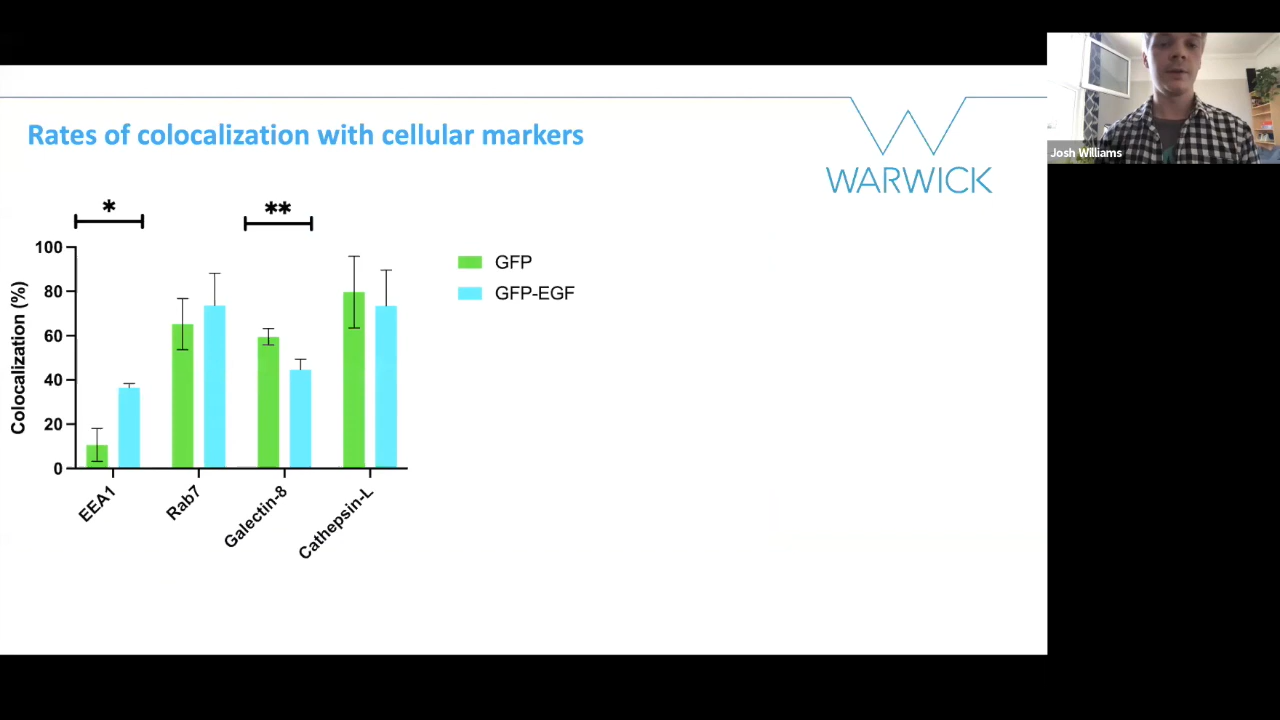 Rates of colocalization with cellular markers
WARWICK
Josh Williams
*
**
100
80
60
40
20
0
Colocalization (%)
EEA1
Rab7
Galectin-8
Cathepsin-L
GFP
GFP-EGF